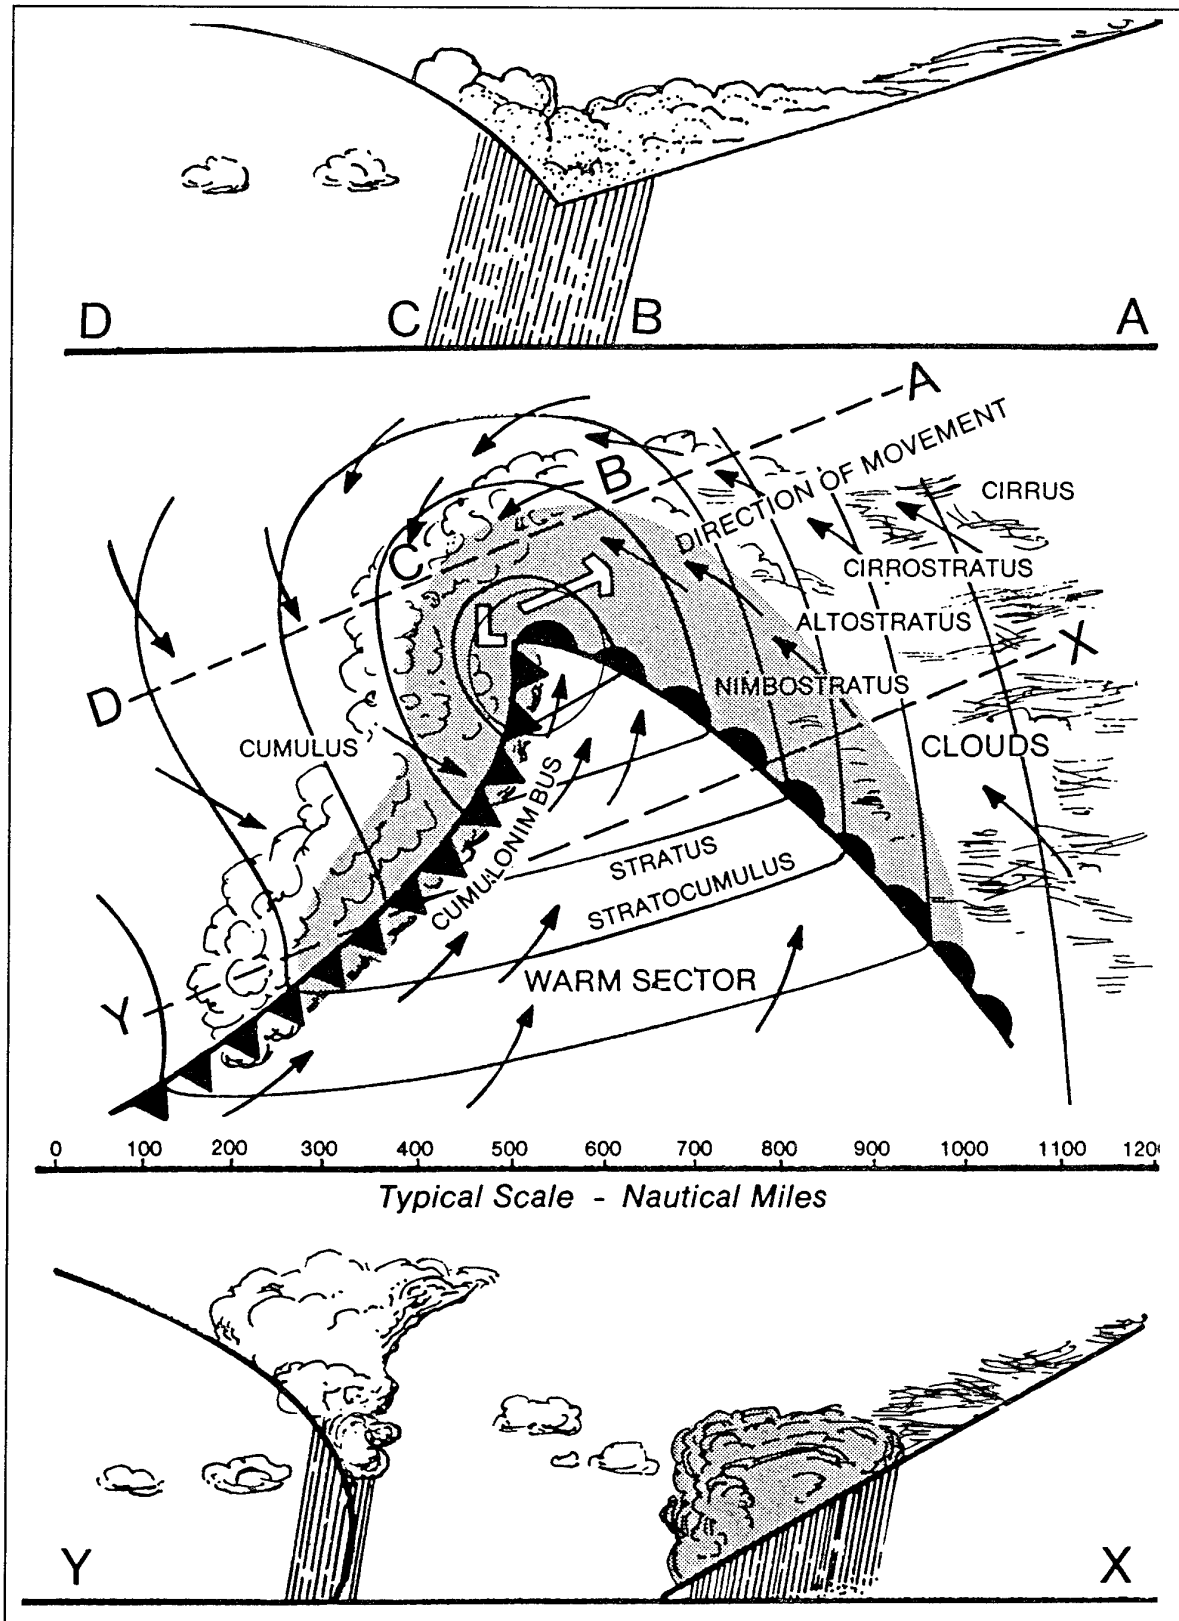 D
C
B
A
A
DIRECTION OF MOVEMENT
B
CIRRUS
C
CIRROSTRATUS
L
ALTOSTRATUS
X
D
NIMBOSTRATUS
CUMULUS
CLOUDS
CUMULONIMBUS
STRATUS
STRATOCUMULUS
WARM SECTOR
Y
0 100 200 300 400 500 600 700 800 900 1000 1100 120
Typical Scale - Nautical Miles
Y
X